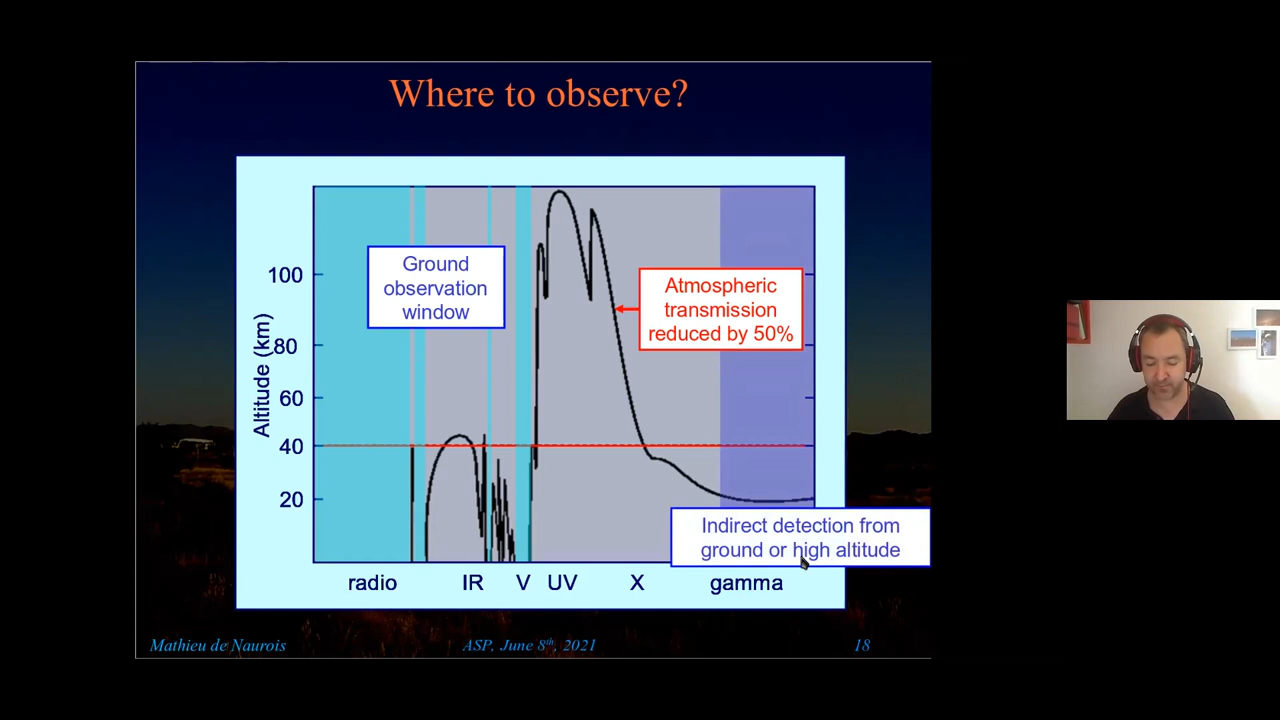 Where to observe?
Ground
observation
window
Atmospheric
transmission
reduced by 50%
Altitude (km)
100
80
60
40
20
Indirect detection from
ground or high altitude
radio IR V UV X gamma
Mathieu de Naurois ASP, June 8th, 2021 18